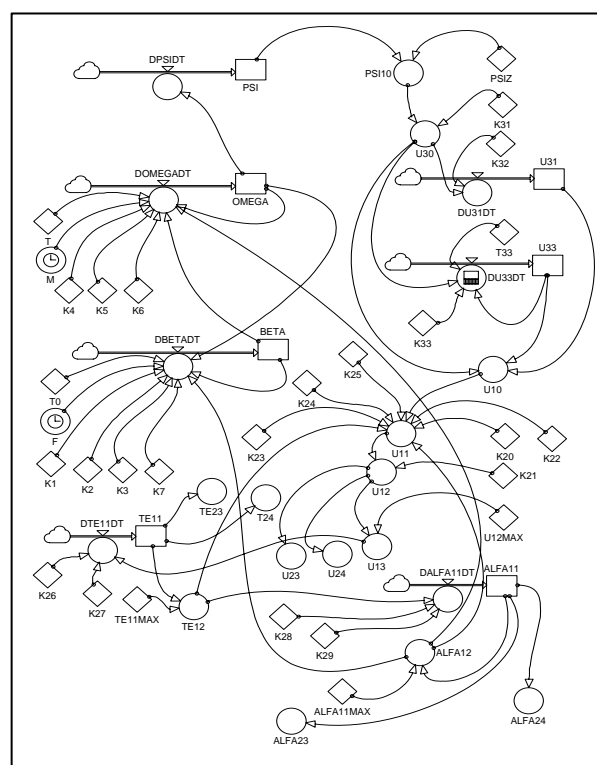 DPSIDT
PSI
PSI10
PSIZ
U30
K31
K32
U31
DOMEGADT
OMEGA
DU31DT
T
M
K4
K5
K6
T33
U33
DU33DT
K33
DBETADT
BETA
K25
U10
T0
F
K24
K1
K2
K3
K7
K23
U11
K20
K22
U12
K21
TE11
TE23
T24
DTE11DT
U12MAX
U23
U24
U13
K26
K27
TE11MAX
TE12
DALFA11DT
ALFA11
K28
K29
ALFA12
ALFA11MAX
ALFA23
ALFA24